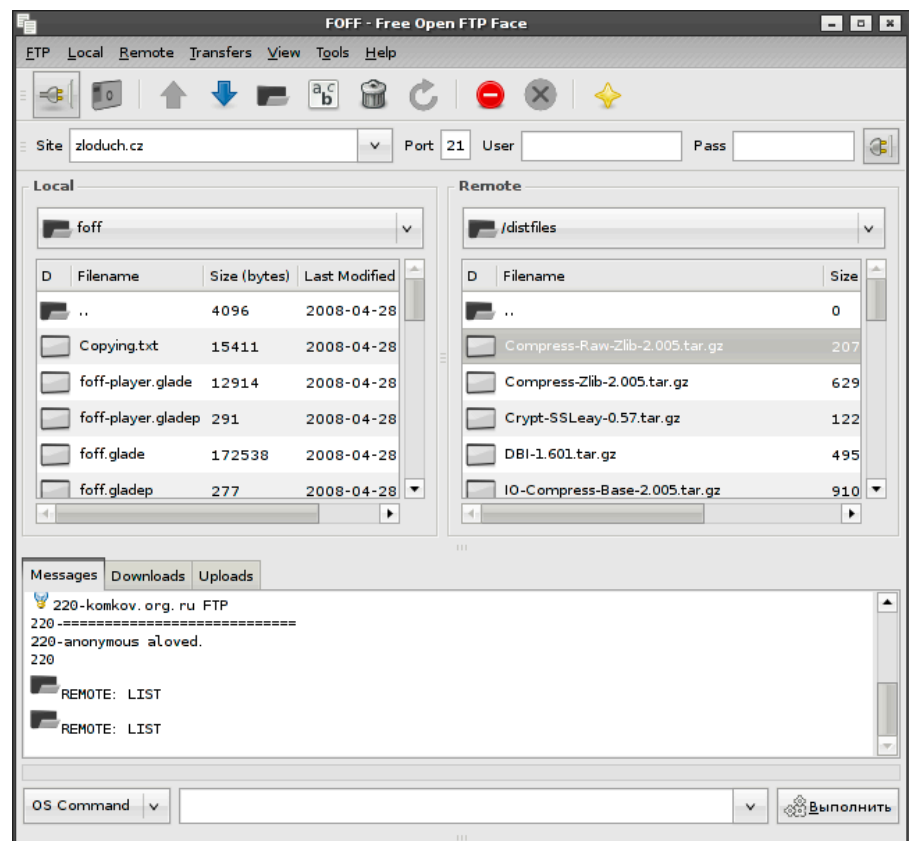 FOFF - Free Open FTP Face
FTP Local Remote Transfers View Tools Help
a b c
Site zloduch.cz Port 21 User Pass
Local
foff
D Filename Size (bytes) Last Modified
.. 4096 2008-04-28
Copying.txt 15411 2008-04-28
foff-player.glade 12914 2008-04-28
foff-player.gladep 291 2008-04-28
foff.glade 172538 2008-04-28
foff.gladep 277 2008-04-28
Remote
/distfiles
D Filename Size
.. 0
Compress-Raw-Zlib-2.005.tar.gz 207
Compress-Zlib-2.005.tar.gz 629
Crypt-SSLeay-0.57.tar.gz 122
DBI-1.601.tar.gz 495
IO-Compress-Base-2.005.tar.gz 910
Messages Downloads Uploads
220-komkov.org.ru FTP
220-============================
220-anonymous aloved.
220
REMOTE: LIST
REMOTE: LIST
OS Command Выполнить